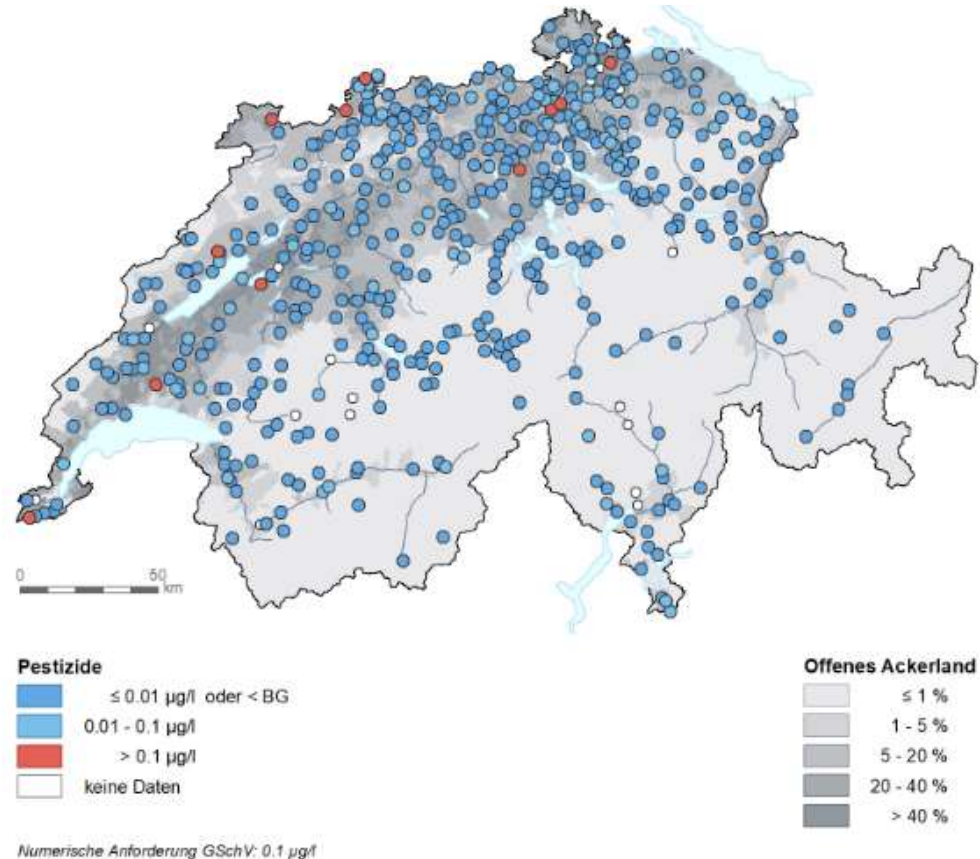 0 50
km
Pestizide
≤ 0.01 µg/l oder < BG
0.01 - 0.1 µg/l
> 0.1 µg/l
keine Daten
Offenes Ackerland
≤ 1 %
1 - 5 %
5 - 20 %
20 - 40 %
> 40 %
Numerische Anforderung GSchV: 0.1 µg/l